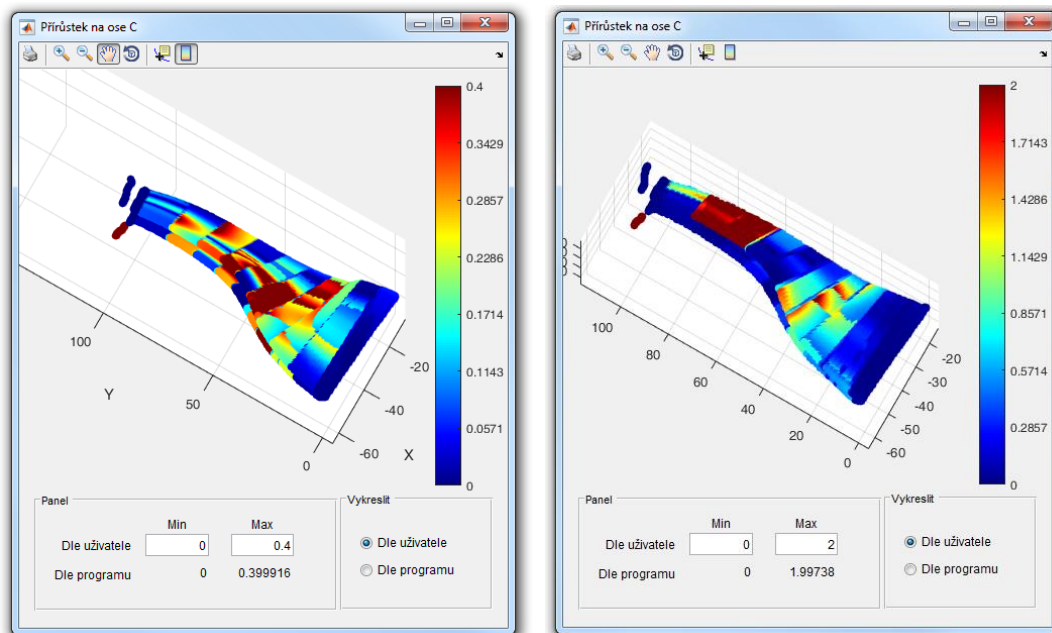 Přírůstek na ose C
0.4
0.3429
0.2857
0.2286
0.1714
0.1143
0.0571
0
100
50
0
Y
-20
-40
-60
X
Panel
Min Max
Dle uživatele 0 0.4
Dle programu 0 0.399916
Vykreslit
Dle uživatele
Dle programu
Přírůstek na ose C
2
1.7143
1.4286
1.1429
0.8571
0.5714
0.2857
0
100
80
60
40
20
0
-20
-30
-40
-50
-60
Panel
Min Max
Dle uživatele 0 2
Dle programu 0 1.99738
Vykreslit
Dle uživatele
Dle programu